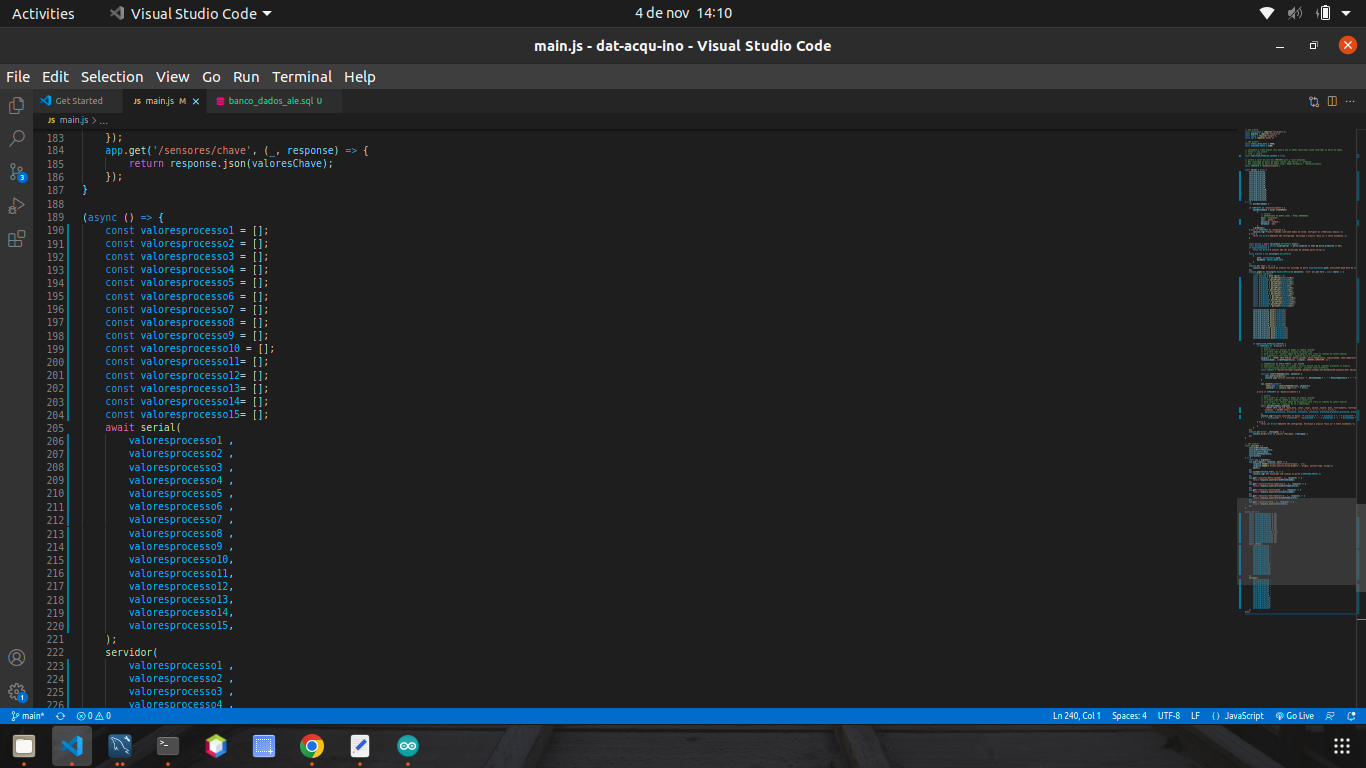 Activities
Visual Studio Code
4 de nov 14:10
main.js - dat-acqu-ino - Visual Studio Code
File Edit Selection View Go Run Terminal Help
Get Started
JS main.js M
banco_dados_ale.sql U
JS main.js > ...
183 });
184 app.get('/sensores/chave', (_, response) => {
185 return response.json(valoresChave);
186 });
187 }
188
189 (async () => {
190 const valoresprocesso1 = [];
191 const valoresprocesso2 = [];
192 const valoresprocesso3 = [];
193 const valoresprocesso4 = [];
194 const valoresprocesso5 = [];
195 const valoresprocesso6 = [];
196 const valoresprocesso7 = [];
197 const valoresprocesso8 = [];
198 const valoresprocesso9 = [];
199 const valoresprocesso10 = [];
200 const valoresprocesso11= [];
201 const valoresprocesso12= [];
202 const valoresprocesso13= [];
203 const valoresprocesso14= [];
204 const valoresprocesso15= [];
205 await serial(
206 valoresprocesso1 ,
207 valoresprocesso2 ,
208 valoresprocesso3 ,
209 valoresprocesso4 ,
210 valoresprocesso5 ,
211 valoresprocesso6 ,
212 valoresprocesso7 ,
213 valoresprocesso8 ,
214 valoresprocesso9 ,
215 valoresprocesso10,
216 valoresprocesso11,
217 valoresprocesso12,
218 valoresprocesso13,
219 valoresprocesso14,
220 valoresprocesso15,
221 );
222 servidor(
223 valoresprocesso1 ,
224 valoresprocesso2 ,
225 valoresprocesso3 ,
226 valoresprocesso4 ,
3
1
main*
0 0
Ln 240, Col 1
Spaces: 4
UTF-8
LF
{} JavaScript
Go Live